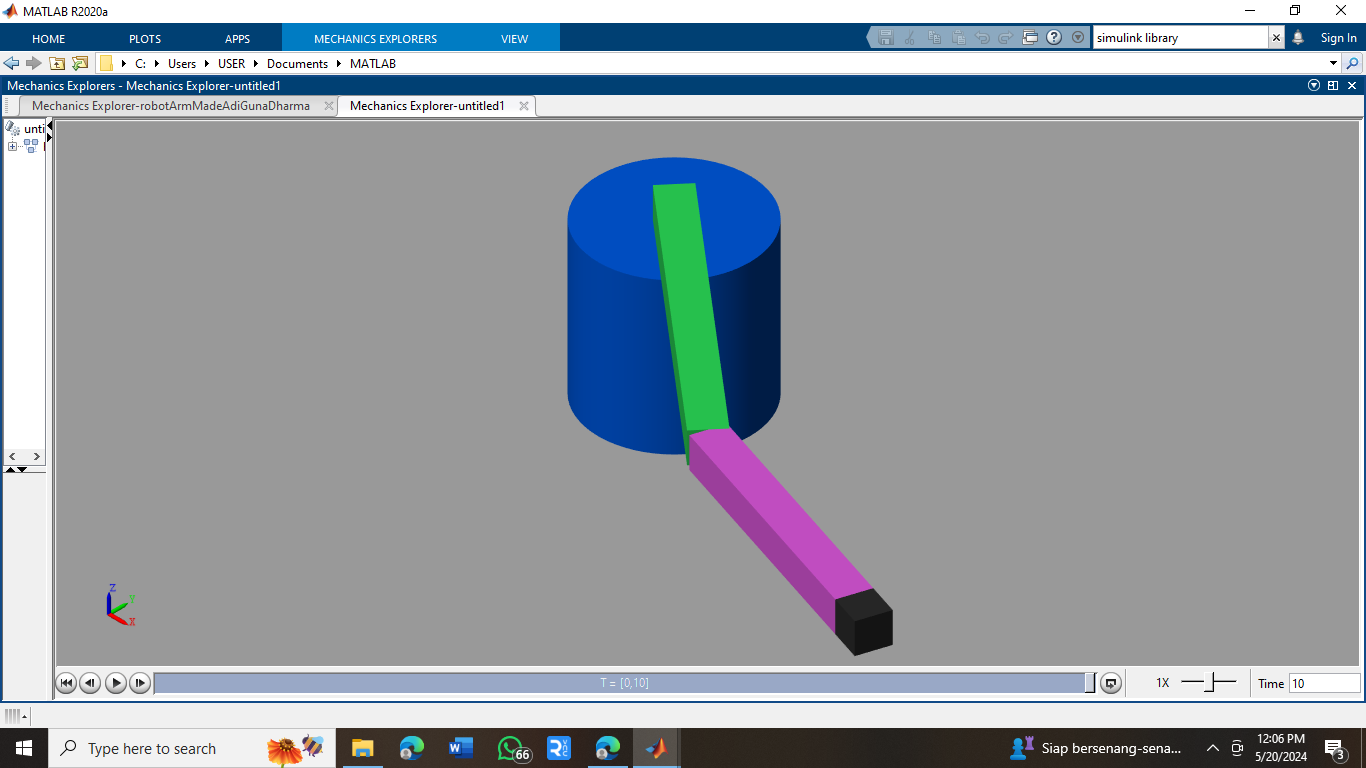 MATLAB R2020a
HOME PLOTS APPS MECHANICS EXPLORERS VIEW simulink library Sign In
C: Users USER Documents MATLAB
Mechanics Explorers - Mechanics Explorer-untitled1
Mechanics Explorer-robotArmMadeAdiGunaDharma Mechanics Explorer-untitled1
unti
Z
Y
X
T = [0,10] 1X Time 10
Type here to search 66 Siap bersenang-sena... 12:06 PM
5/20/2024 3